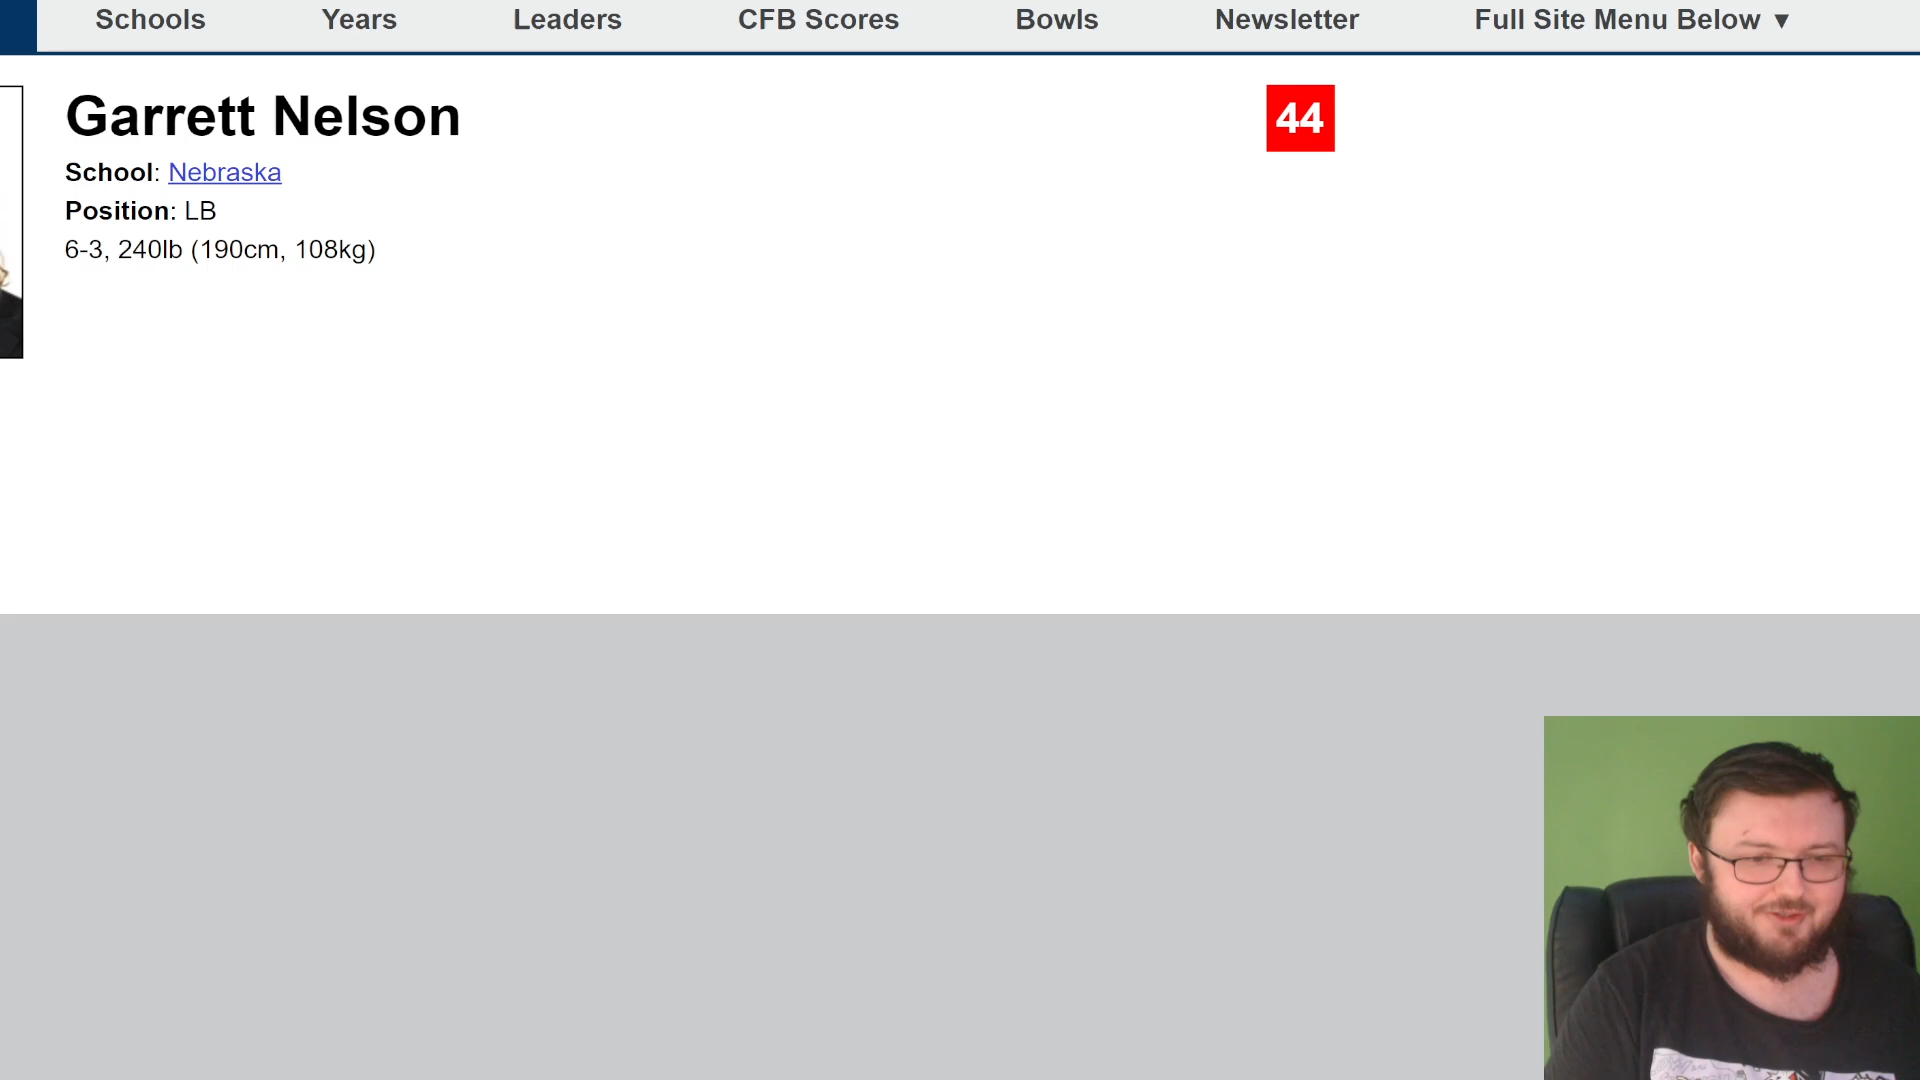 Schools Years Leaders CFB Scores Bowls Newsletter Full Site Menu Below ▼
Garrett Nelson
44
School: Nebraska
Position: LB
6-3, 240lb (190cm, 108kg)